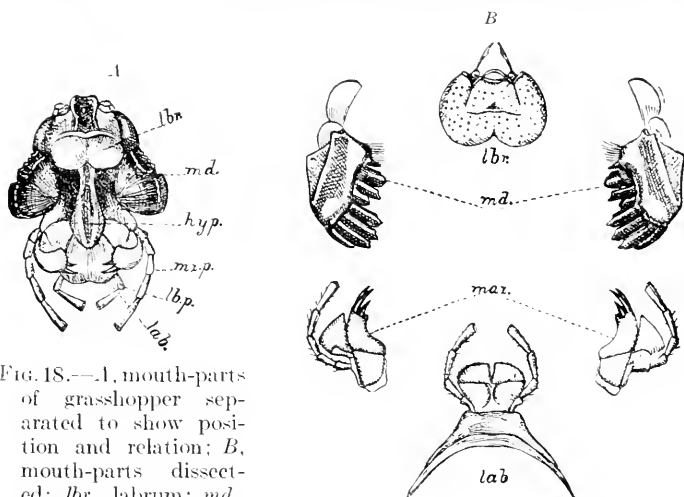 A
lbr.
md.
hyp.
mx.p.
lb.p.
lab.
B
lbr.
md.
max.
lab
FIG. 18.—A, mouth-parts
of grasshopper sep-
arated to show posi-
tion and relation; B,
mouth-parts dissect-
ed: lbr. labrum; md.